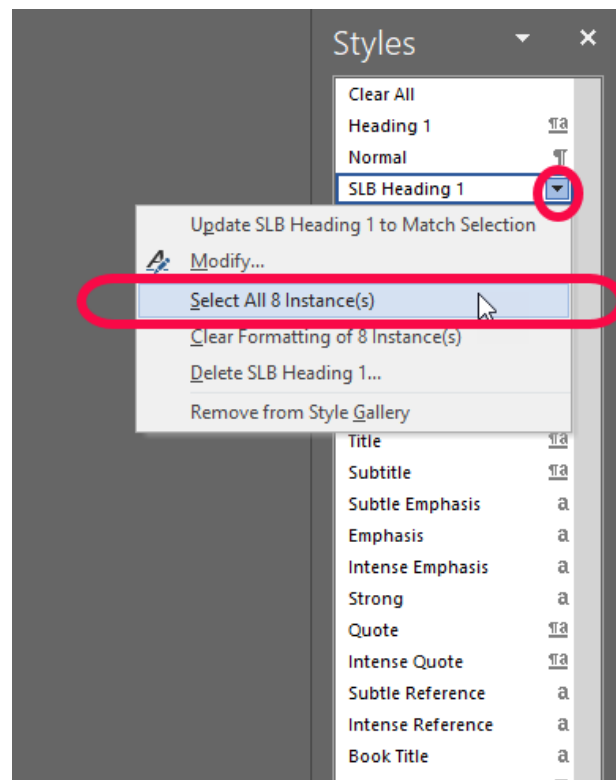 Styles
Clear All
Heading 1 ¶a
Normal ¶
SLB Heading 1
Update SLB Heading 1 to Match Selection
Modify...
Select All 8 Instance(s)
Clear Formatting of 8 Instance(s)
Delete SLB Heading 1...
Remove from Style Gallery
Title ¶a
Subtitle ¶a
Subtle Emphasis a
Emphasis a
Intense Emphasis a
Strong a
Quote ¶a
Intense Quote ¶a
Subtle Reference a
Intense Reference a
Book Title a